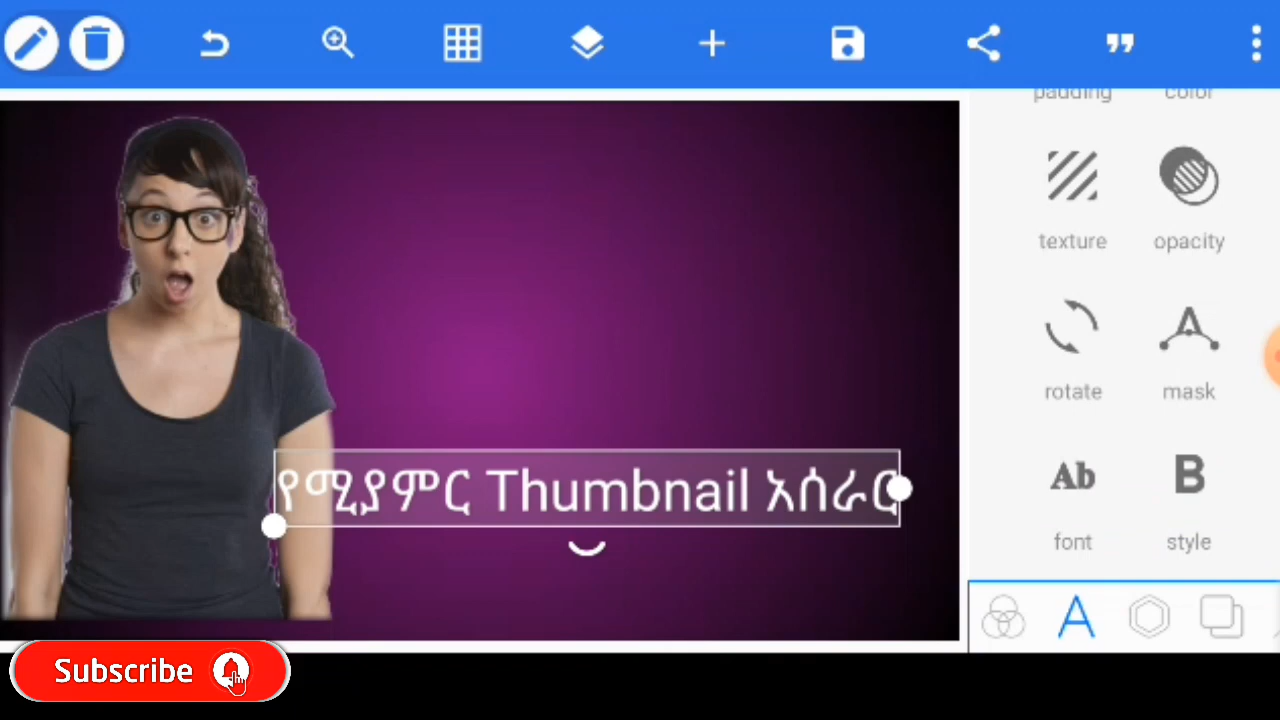 padding color
texture opacity
rotate mask
የሚያምር Thumbnail አሰራር
Ab B
font style
A
Subscribe